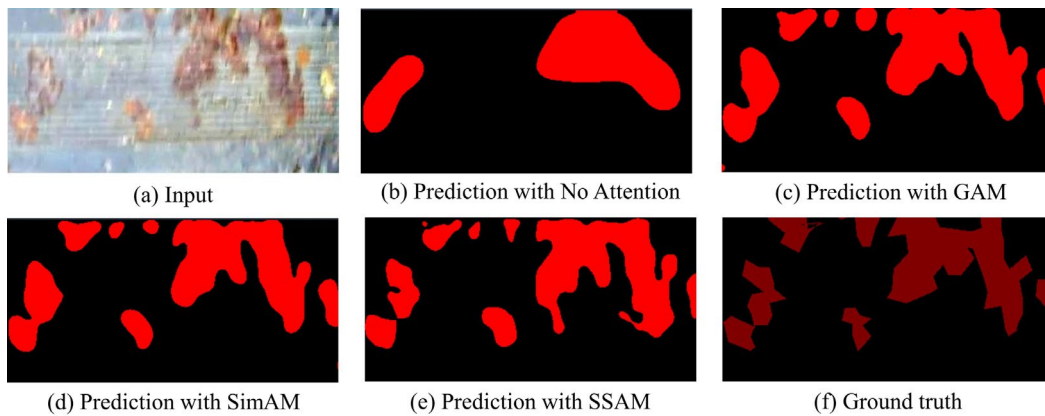 (a) Input
(b) Prediction with No Attention
(c) Prediction with GAM
(d) Prediction with SimAM
(e) Prediction with SSAM
(f) Ground truth